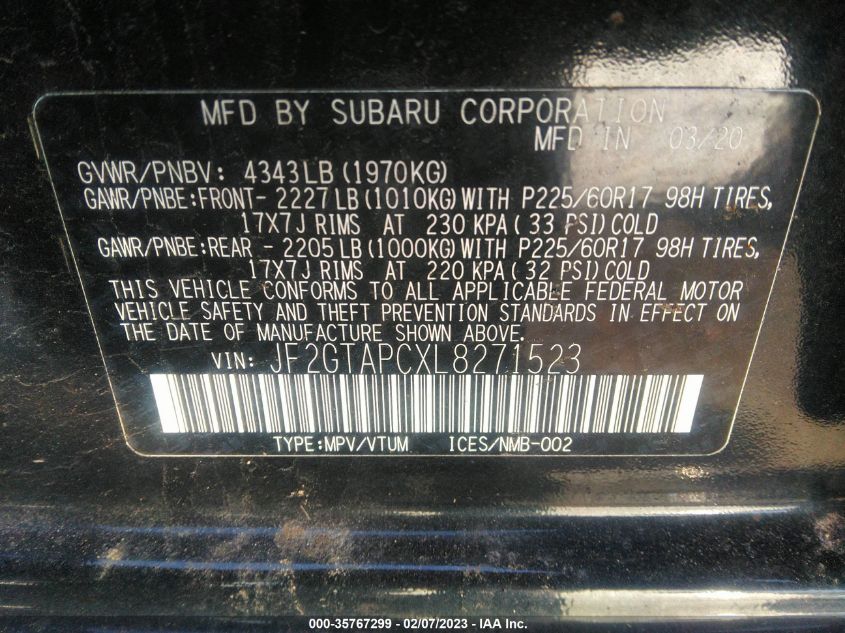 MFD BY SUBARU CORPORATION
MFD IN 03/20
GVWR/PNBV: 4343LB (1970KG)
GAWR/PNBE:FRONT- 2227 LB (1010KG) WITH P225/60R17 98H TIRES,
17X7J RIMS AT 230 KPA ( 33 PSI) COLD
GAWR/PNBE:REAR - 2205 LB (1000KG) WITH P225/60R17 98H TIRES,
17X7J RIMS AT 220 KPA ( 32 PSI) COLD
THIS VEHICLE CONFORMS TO ALL APPLICABLE FEDERAL MOTOR
VEHICLE SAFETY AND THEFT PREVENTION STANDARDS IN EFFECT ON
THE DATE OF MANUFACTURE SHOWN ABOVE.
VIN: JF2GTAPCXL8271523
TYPE:MPV/VTUM ICES/NMB-002
000-35767299 - 02/07/2023 - IAA Inc.